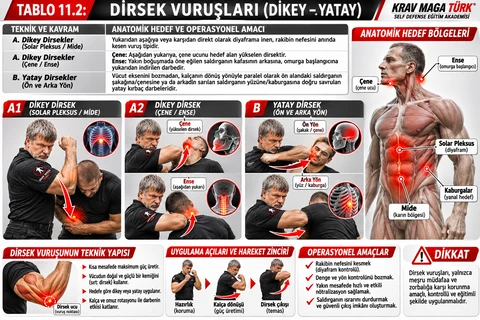 TABLO 11.2:
DİRSEK VURUŞLARI (DİKEY – YATAY)
KRAV MAGA TÜRK
SELF DEFENSE EĞİTİM AKADEMİSİ
TEKNİK VE KAVRAM
ANATOMİK HEDEF VE OPERASYONEL AMACI
A. Dikey Dirsekler
(Solar Pleksus / Mide)
Yukarıdan aşağıya veya karşıdan direkt olarak diyaframa inen, rakibin nefesini anında
kesen vuruş tipidir.
A. Dikey Dirsekler
(Çene / Ense)
Çene: Aşağıdan yukarıya, çene ucunu hedef alan yükselen dirsektir.
Ense: Yakın boğuşmada öne eğilen saldırganın kafasının arkasına, omurga başlangıcına
yukarıdan indirilen darbedir.
B. Yatay Dirsekler
(Ön ve Arka Yön)
Vücut eksenini bozmadan, kalçanın dönüş yönüyle paralel olarak ön alandaki saldırganın
şakağına/çenesine ya da arkadin sarılan saldırganın yüzüne/kaburgasına doğru savrulan
yatay kırbaç darbeleridir.
ANATOMİK HEDEF BÖLGELERİ
Ense
(omurga başlangıcı)
Çene
(çene ucu)
Solar Pleksus
(diyafram)
Kaburgalar
(yanal hedef)
Mide
(karın bölgesi)
A1
DİKEY DİRSEK
(SOLAR PLEKSUS / MİDE)
A2
DİKEY DİRSEK
(ÇENE / ENSE)
Çene
(yükselen dirsek)
Ense
(aşağıdan yukarı)
B
YATAY DİRSEK
(ÖN VE ARKA YÖN)
Ön Yön
(şakak / çene)
Arka Yön
(yüz / kaburga)
DİRSEK VURUŞUNUN TEKNİK YAPISI
Kısa mesafede maksimum güç üretir.
Vücudun doğal ve güçlü bir kemiğini
(sırt: dirsek) kullanır.
Hedefe göre dikey veya yatay uygulanır.
Kalça ve omuz rotasyonu ile darbenin
etkisi katlanır.
Dirsek ucu
(vuruş noktası)
UYGULAMA AÇILARI VE HAREKET ZİNCİRİ
Hazırlık
(koruma)
Kalça dönüşü
(güç üretimi)
Dirsek çıkışı
(temas)
OPERASYONEL AMAÇLAR
Rakibin nefesini kesmek
(diyafram kontrolü).
Denge ve yön kontrolünü bozmak.
Yakın mesafede hızlı ve etkili
nötralizasyon sağlamak.
Saldırganın ısrarını durdurmak
ve güvenli çıkış imkânı oluşturmak.
DİKKAT
Dirsek vuruşları, yalnızca
meşru müdafaa ve
zorbalığa karşı korunma
amaçlı, kontrollü ve eğitimli
şekilde uygulanmalıdır.